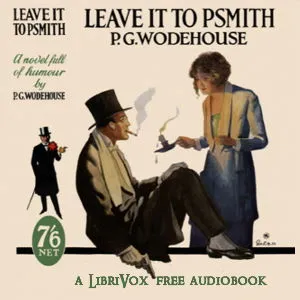 LEAVE IT
TO PSMITH
A novel full
of humour
by
P.G.WODEHOUSE
7/6
NET
LEAVE IT TO PSMITH
P.G.WODEHOUSE
A LIBRIVOX FREE AUDIOBOOK